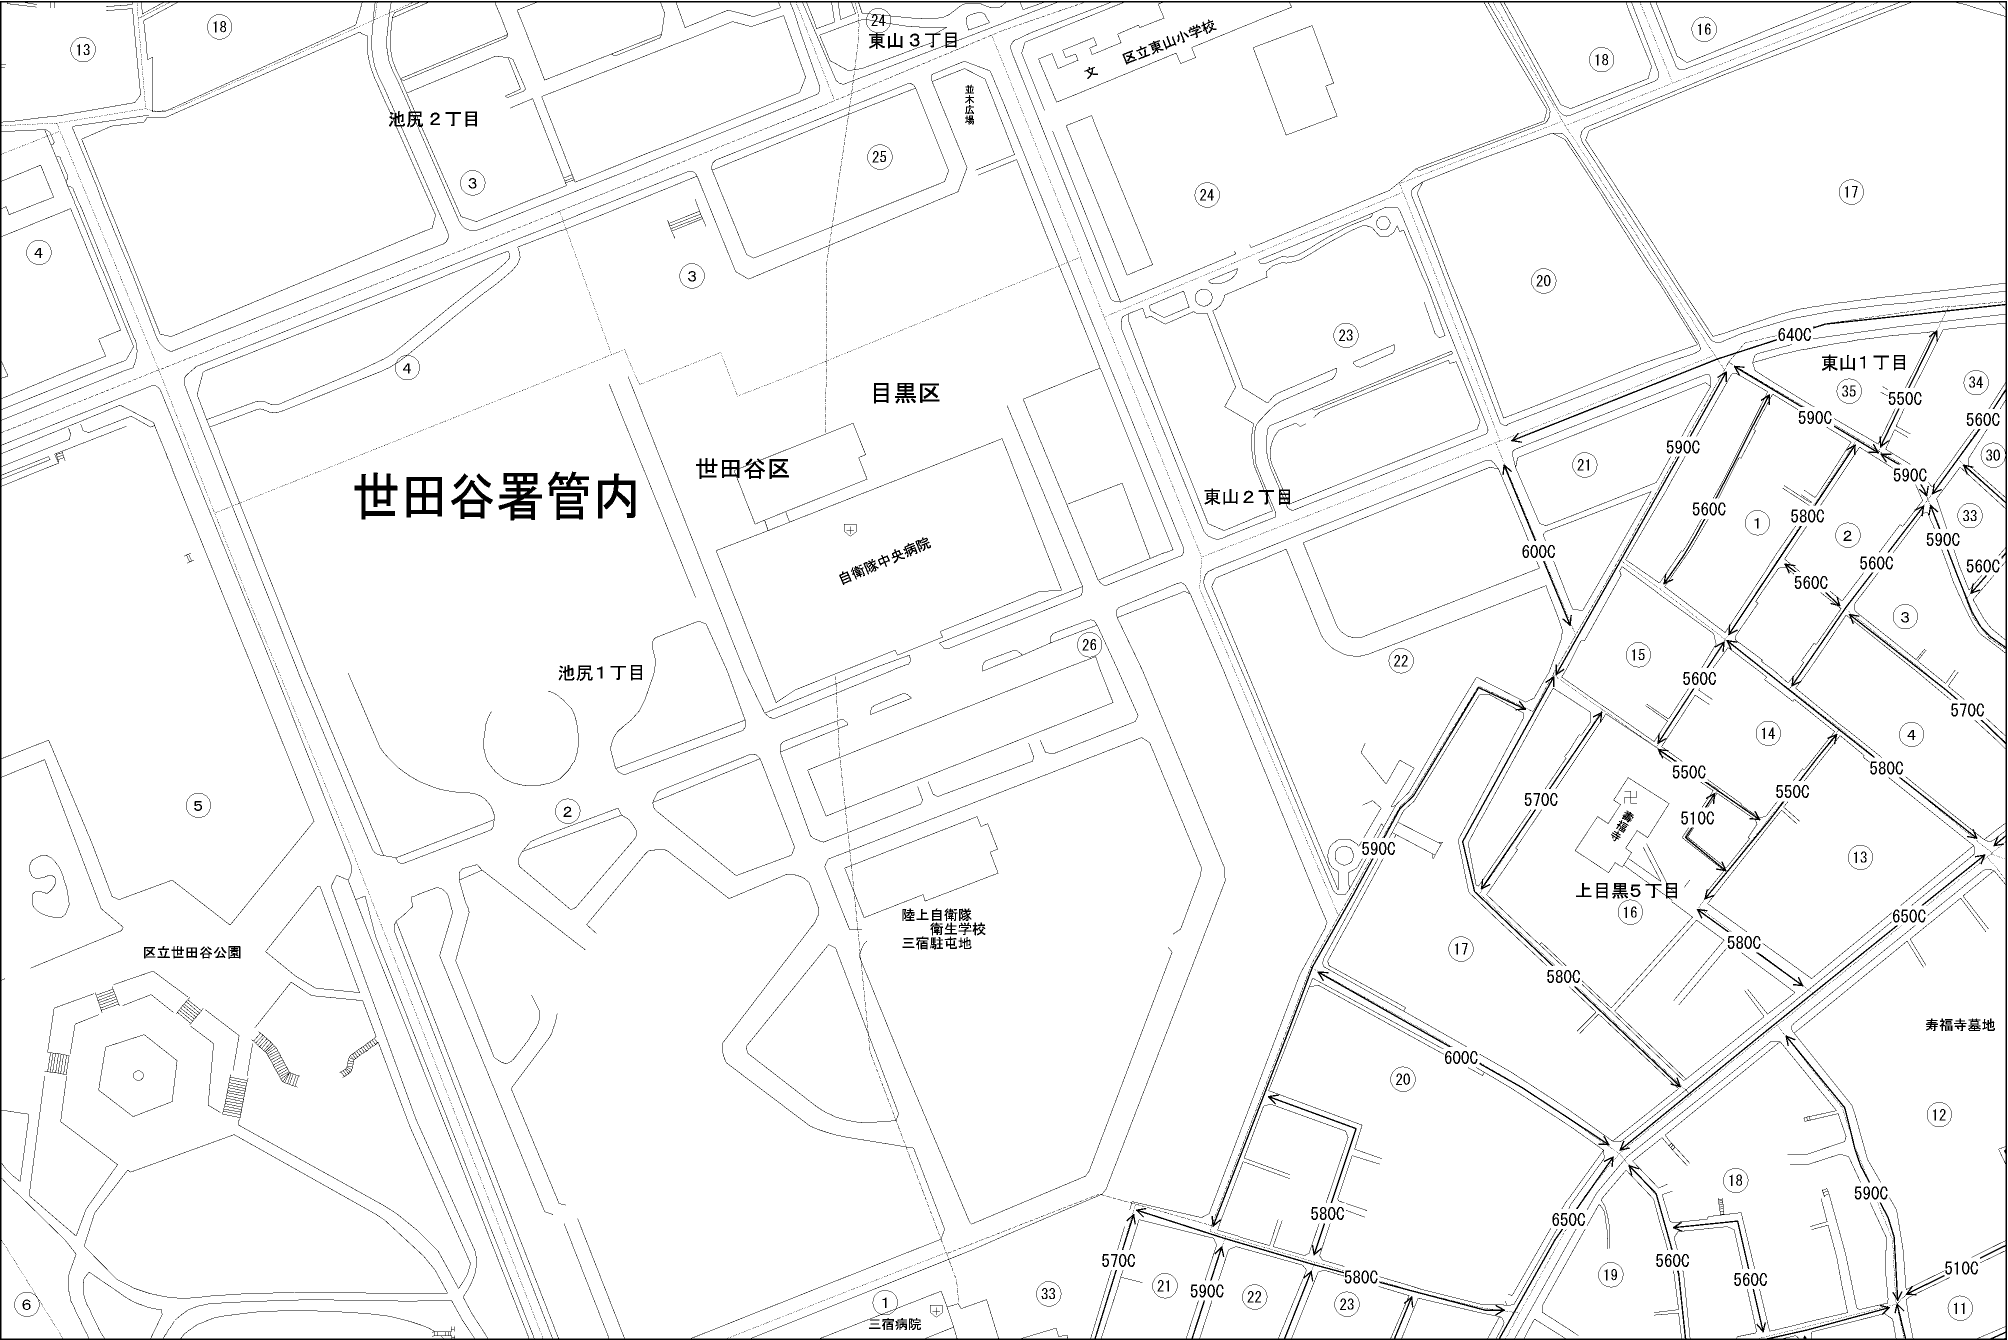 13
18
24
東山３丁目
文
区立東山小学校
16
18
並木広場
池尻２丁目
3
25
24
17
4
3
20
4
23
640C
東山１丁目
35
34
550C
590C
560C
目黒区
世田谷区
世田谷署管内
自衛隊中央病院
東山２丁目
21
590C
30
590C
560C
1
580C
2
33
590C
600C
560C
560C
560C
3
池尻１丁目
26
22
15
560C
570C
14
4
580C
5
2
550C
550C
570C
510C
卍
寿福寺
590C
13
上目黒５丁目
16
650C
陸上自衛隊
衛生学校
三宿駐屯地
区立世田谷公園
17
580C
580C
寿福寺墓地
600C
20
12
18
590C
580C
650C
570C
580C
560C
560C
510C
6
1
三宿病院
33
21
590C
22
23
19
11